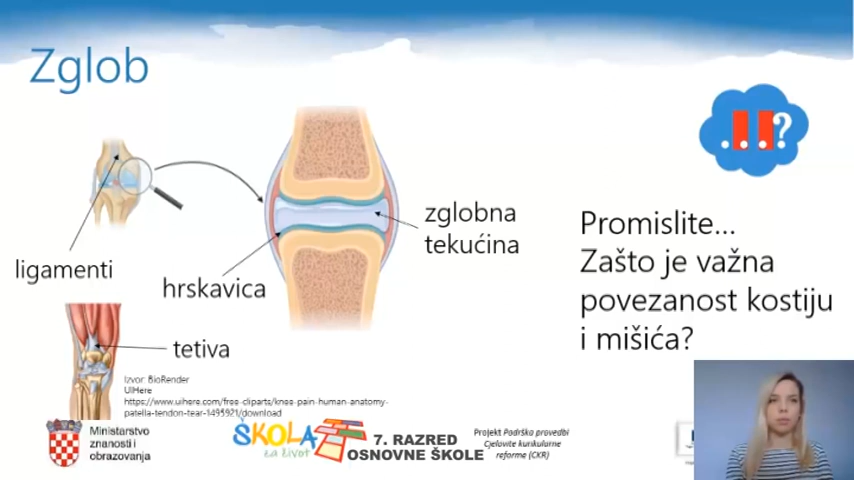 Zglob
...?
zglobna
tekućina
ligamenti
hrskavica
tetiva
Promislite...
Zašto je važna
povezanost kostiju
i mišića?
Izvor: BioRender
UIHere
https://www.uihere.com/free-cliparts/knee-pain-human-anatomy-
patella-tendon-tear-1495921/download
Ministarstvo
znanosti i
obrazovanja
ŠKOLA
za život
7. RAZRED
OSNOVNE ŠKOLE
Projekt Podrška provedbi
Cjelovite kurikularne
reforme (CKR)